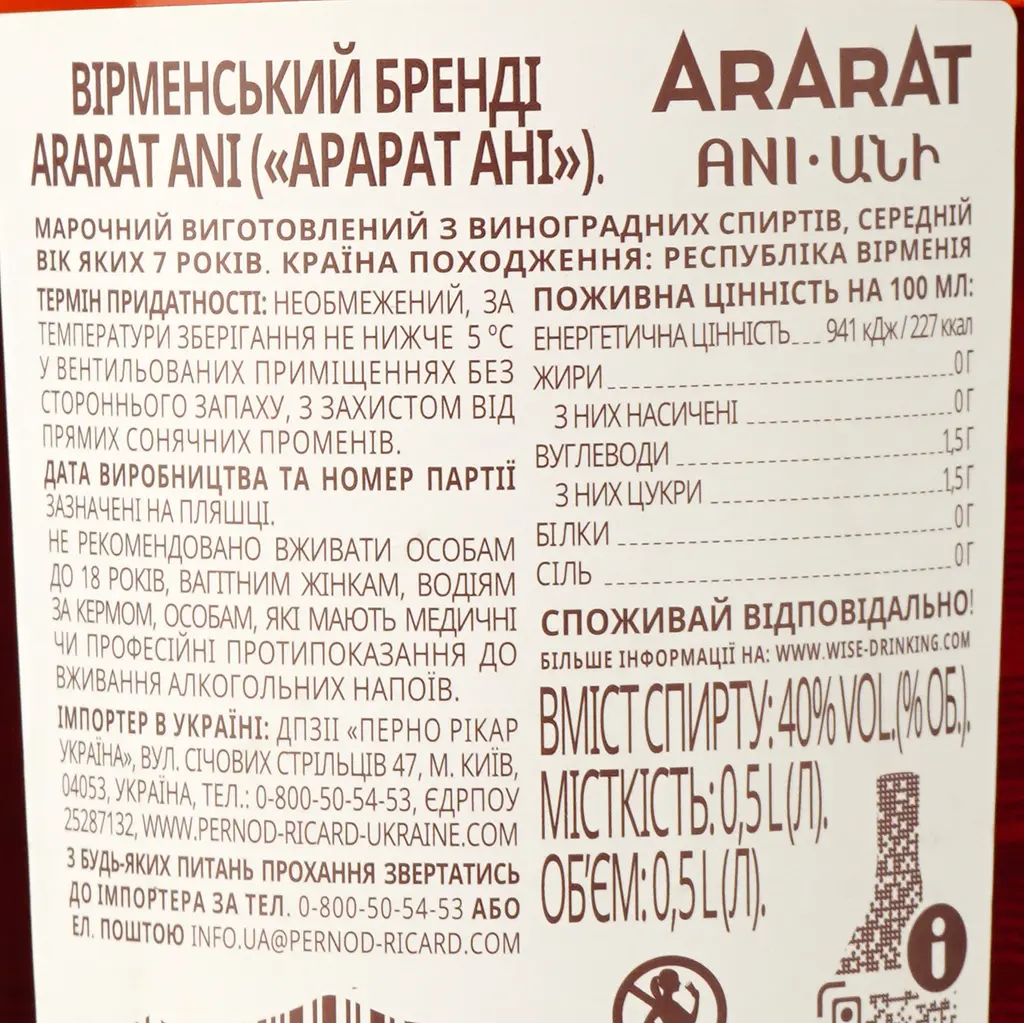 ВІРМЕНСЬКИЙ БРЕНДІ
ARARAT ANI («АРАРАТ АНІ»).
ARARAT
ANI·ԱՆԻ
МАРОЧНИЙ ВИГОТОВЛЕНИЙ З ВИНОГРАДНИХ СПИРТІВ, СЕРЕДНІЙ
ВІК ЯКИХ 7 РОКІВ. КРАЇНА ПОХОДЖЕННЯ: РЕСПУБЛІКА ВІРМЕНІЯ
ТЕРМІН ПРИДАТНОСТІ: НЕОБМЕЖЕНИЙ, ЗА
ТЕМПЕРАТУРИ ЗБЕРІГАННЯ НЕ НИЖЧЕ 5 °С
У ВЕНТИЛЬОВАНИХ ПРИМІЩЕННЯХ БЕЗ
СТОРОННЬОГО ЗАПАХУ, З ЗАХИСТОМ ВІД
ПРЯМИХ СОНЯЧНИХ ПРОМЕНІВ.
ДАТА ВИРОБНИЦТВА ТА НОМЕР ПАРТІЇ
ЗАЗНАЧЕНІ НА ПЛЯШЦІ.
НЕ РЕКОМЕНДОВАНО ВЖИВАТИ ОСОБАМ
ДО 18 РОКІВ, ВАГІТНИМ ЖІНКАМ, ВОДІЯМ
ЗА КЕРМОМ, ОСОБАМ, ЯКІ МАЮТЬ МЕДИЧНІ
ЧИ ПРОФЕСІЙНІ ПРОТИПОКАЗАННЯ ДО
ВЖИВАННЯ АЛКОГОЛЬНИХ НАПОЇВ.
ІМПОРТЕР В УКРАЇНІ: ДПЗІІ «ПЕРНО РІКАР
УКРАЇНА», ВУЛ. СІЧОВИХ СТРІЛЬЦІВ 47, М. КИЇВ,
04053, УКРАЇНА, ТЕЛ.: 0-800-50-54-53, ЄДРПОУ
25287132, WWW.PERNOD-RICARD-UKRAINE.COM
З БУДЬ-ЯКИХ ПИТАНЬ ПРОХАННЯ ЗВЕРТАТИСЬ
ДО ІМПОРТЕРА ЗА ТЕЛ. 0-800-50-54-53 АБО
ЕЛ. ПОШТОЮ INFO.UA@PERNOD-RICARD.COM
ПОЖИВНА ЦІННІСТЬ НА 100 МЛ:
ЕНЕРГЕТИЧНА ЦІННІСТЬ 941 кДж / 227 ккал
ЖИРИ 0 Г
З НИХ НАСИЧЕНІ 0 Г
ВУГЛЕВОДИ 1,5 Г
З НИХ ЦУКРИ 1,5 Г
БІЛКИ 0 Г
СІЛЬ 0 Г
СПОЖИВАЙ ВІДПОВІДАЛЬНО!
БІЛЬШЕ ІНФОРМАЦІЇ НА: WWW.WISE-DRINKING.COM
ВМІСТ СПИРТУ: 40% VOL. (% ОБ.).
МІСТКІСТЬ: 0,5 L (Л).
ОБ'ЄМ: 0,5 L (Л).
i